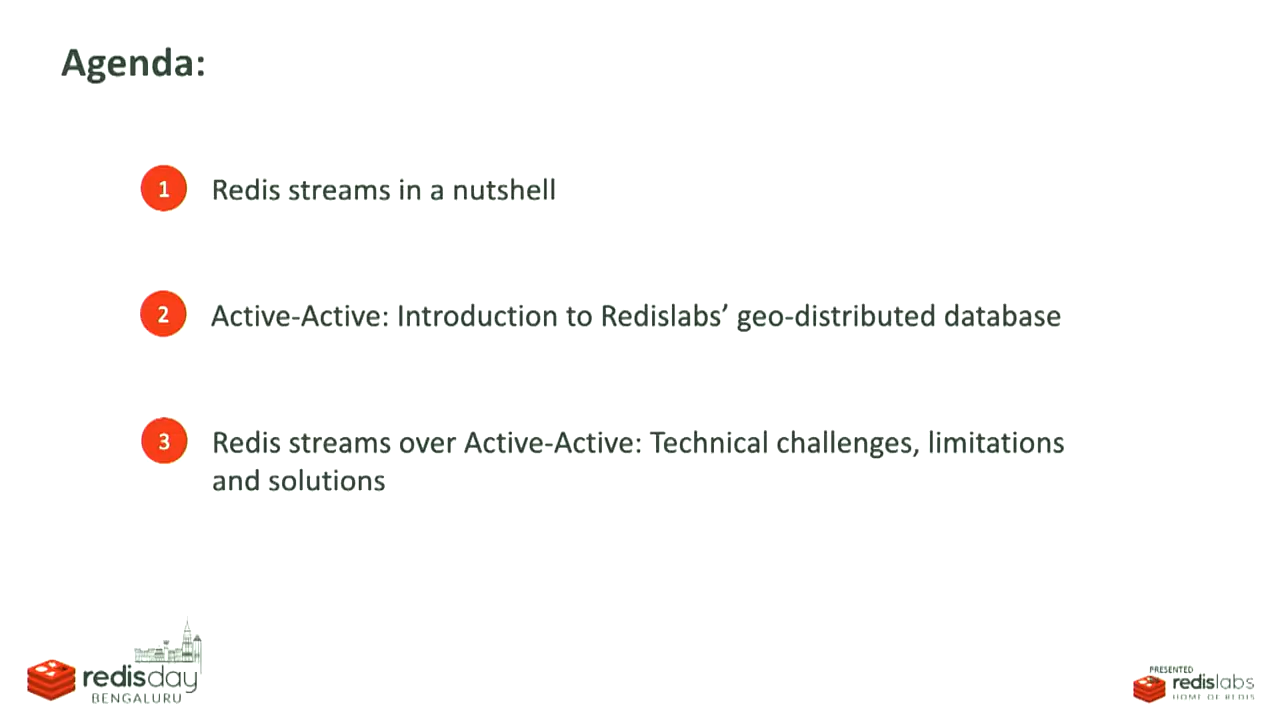 Agenda:
1 Redis streams in a nutshell
2 Active-Active: Introduction to Redislabs’ geo-distributed database
3 Redis streams over Active-Active: Technical challenges, limitations
and solutions
redisday
BENGALURU
PRESENTED
redislabs
HOME OF REDIS